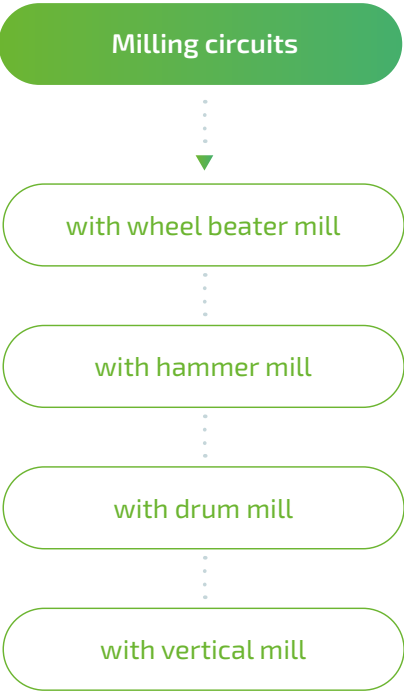 Milling circuits
with wheel beater mill
with hammer mill
with drum mill
with vertical mill